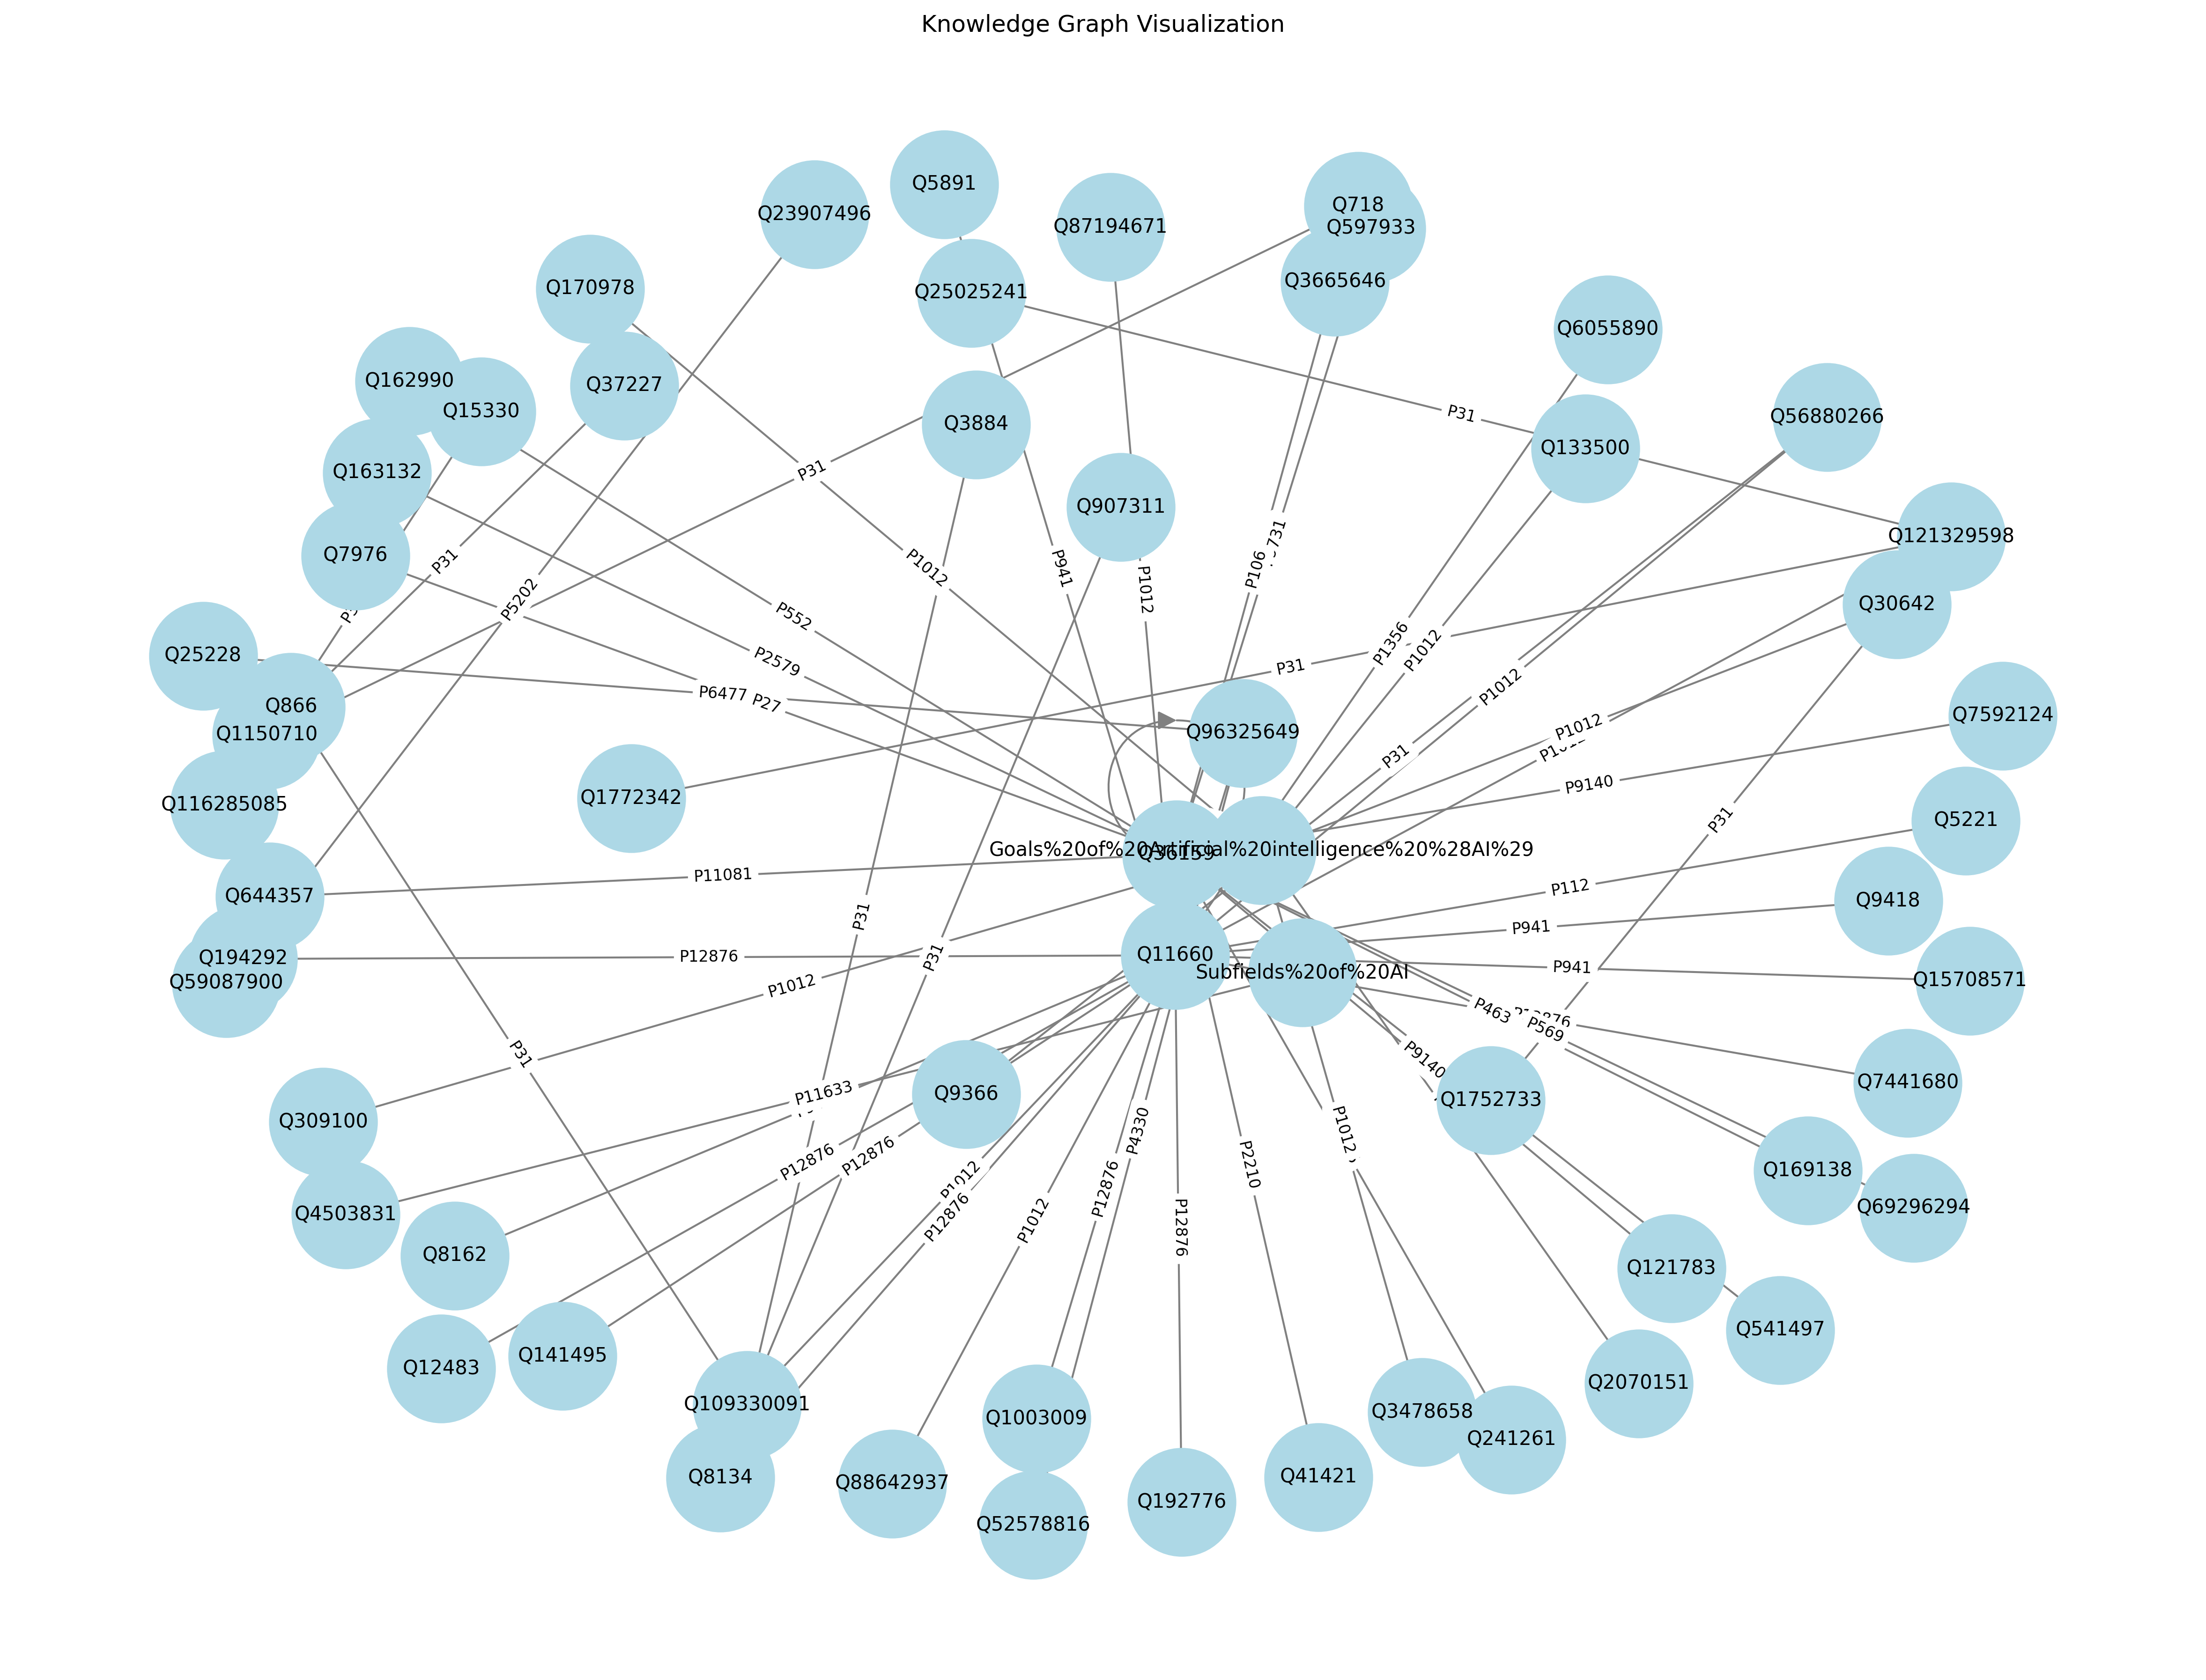 Knowledge Graph Visualization
Q5891
Q718
Q23907496
Q87194671
Q597933
Q170978
Q25025241
Q3665646
Q6055890
Q162990
Q37227
Q15330
P31
Q56880266
Q3884
Q133500
Q163132
P31
Q907311
Q121329598
Q7976
P31
P941
P106
P1012
P1012
Q30642
P5202
P552
P1356
P1012
Q25228
P2579
P31
P1012
P6477
P27
Q866
Q7592124
Q1150710
Q96325649
P1012
P31
Q116285085
Q1772342
P9140
P31
Q5221
Goals%20of%20Artificial%20intelligence%20%28AI%29
Q36159
P11081
P112
Q644357
Q9418
P31
P941
Q194292
P12876
P31
Q11660
P941
Q59087900
Subfields%20of%20AI
Q15708571
P1012
P463
P569
P31
P9140
Q7441680
P11633
Q9366
Q1752733
Q309100
P4330
P1012
P12876
P12876
P2210
Q169138
P1012
P12876
Q4503831
P12876
P1012
P12876
Q69296294
Q8162
Q121783
Q541497
Q12483
Q141495
Q109330091
Q1003009
Q3478658
Q2070151
Q241261
Q8134
Q88642937
Q41421
Q192776
Q52578816